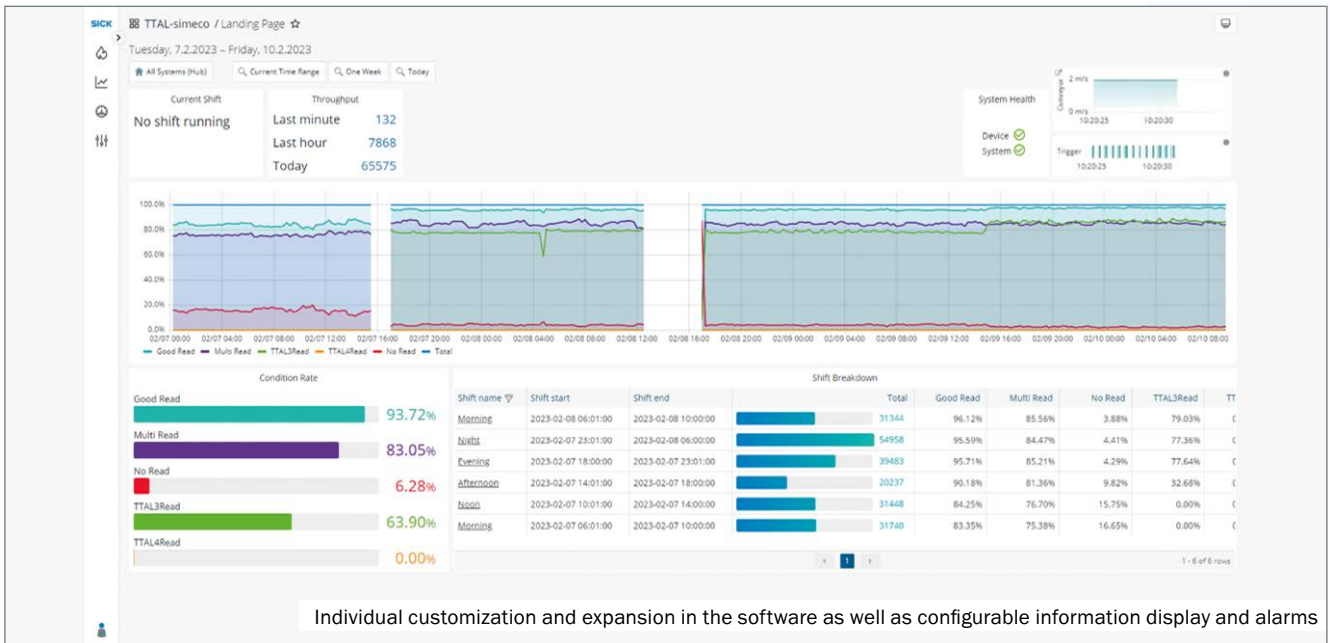 SICK TTAL-simeco / Landing Page
Tuesday, 7.2.2023 – Friday, 10.2.2023
All Systems (Hub) Current Time Range One Week Today
Current Shift
No shift running
Throughput
Last minute 132
Last hour 7868
Today 65575
System Health
Device
System
Conveyor
2 m/s
0 m/s
10:20:25 10:20:30
Trigger
10:20:25 10:20:30
100.0%
80.0%
60.0%
40.0%
20.0%
0.0%
02/07 00:00 02/07 04:00 02/07 08:00 02/07 12:00 02/07 16:00 02/07 20:00 02/08 00:00 02/08 04:00 02/08 08:00 02/08 12:00 02/08 16:00 02/08 20:00 02/09 00:00 02/09 04:00 02/09 08:00 02/09 12:00 02/09 16:00 02/09 20:00 02/10 00:00 02/10 04:00 02/10 08:00
Good Read Multi Read TTAL3Read TTAL4Read No Read Total
Condition Rate
Good Read
93.72%
Multi Read
83.05%
No Read
6.28%
TTAL3Read
63.90%
TTAL4Read
0.00%
Shift Breakdown
Shift name Shift start Shift end Total Good Read Multi Read No Read TTAL3Read TT
Morning 2023-02-08 06:01:00 2023-02-08 10:00:00 31344 96.12% 85.56% 3.88% 79.03%
Night 2023-02-07 23:01:00 2023-02-08 06:00:00 54958 95.59% 84.47% 4.41% 77.36%
Evening 2023-02-07 18:00:00 2023-02-07 23:01:00 39483 95.71% 85.21% 4.29% 77.64%
Afternoon 2023-02-07 14:01:00 2023-02-07 18:00:00 20237 90.18% 81.36% 9.82% 32.68%
Noon 2023-02-07 10:01:00 2023-02-07 14:00:00 31448 84.25% 76.70% 15.75% 0.00%
Morning 2023-02-07 06:01:00 2023-02-07 10:00:00 31740 83.35% 75.38% 16.65% 0.00%
1
1 - 6 of 6 rows
Individual customization and expansion in the software as well as configurable information display and alarms